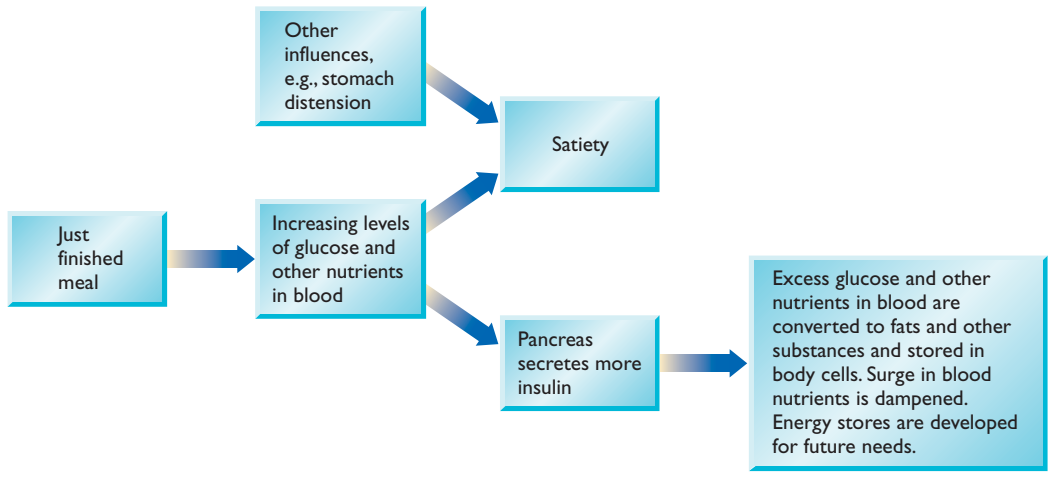 Other
influences,
e.g., stomach
distension
Satiety
Just
finished
meal
Increasing levels
of glucose and
other nutrients
in blood
Pancreas
secretes more
insulin
Excess glucose and other
nutrients in blood are
converted to fats and other
substances and stored in
body cells. Surge in blood
nutrients is dampened.
Energy stores are developed
for future needs.